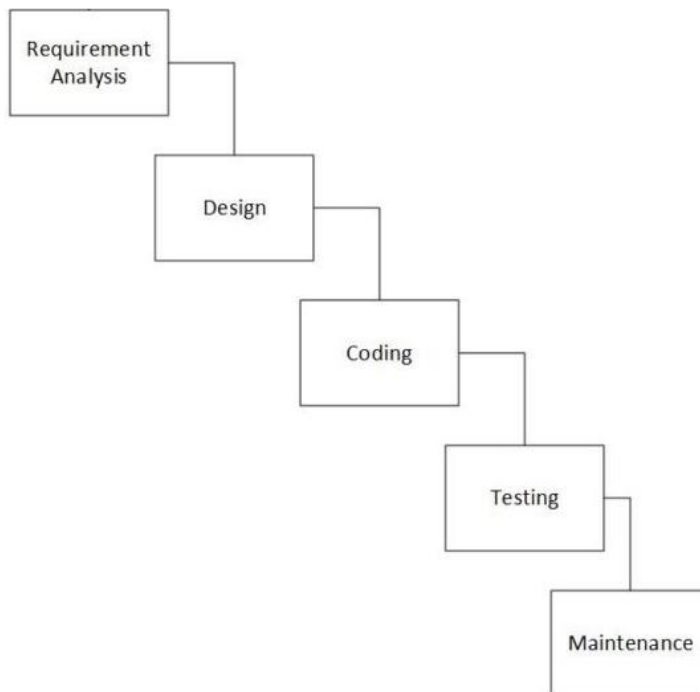 Requirement
Analysis
Design
Coding
Testing
Maintenance